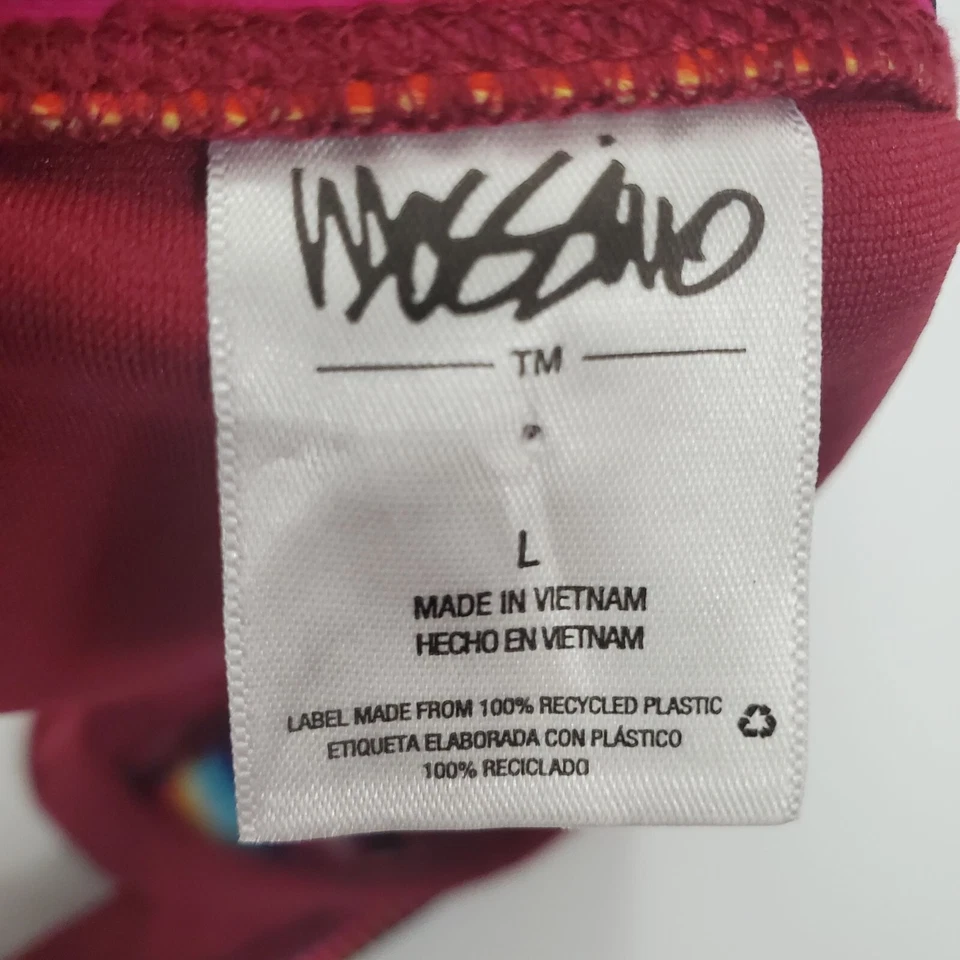 Mossimo
TM
L
MADE IN VIETNAM
HECHO EN VIETNAM
LABEL MADE FROM 100% RECYCLED PLASTIC
ETIQUETA ELABORADA CON PLÁSTICO
100% RECICLADO